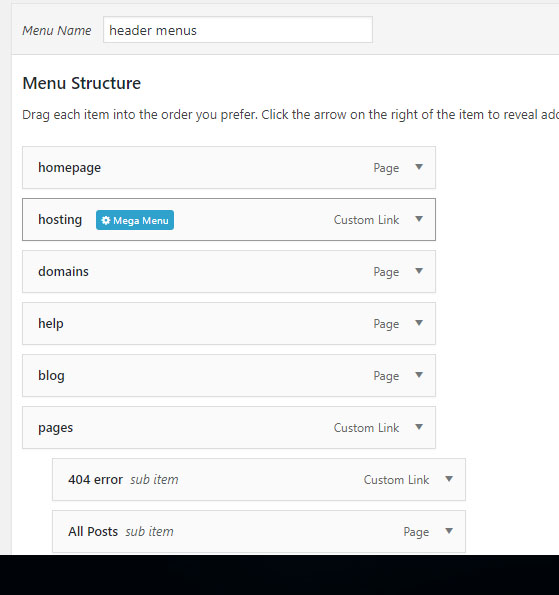 Menu Name header menus
Menu Structure
Drag each item into the order you prefer. Click the arrow on the right of the item to reveal
homepage Page
hosting Mega Menu Custom Link
domains Page
help Page
blog Page
pages Custom Link
404 error sub item Custom Link
All Posts sub item Page